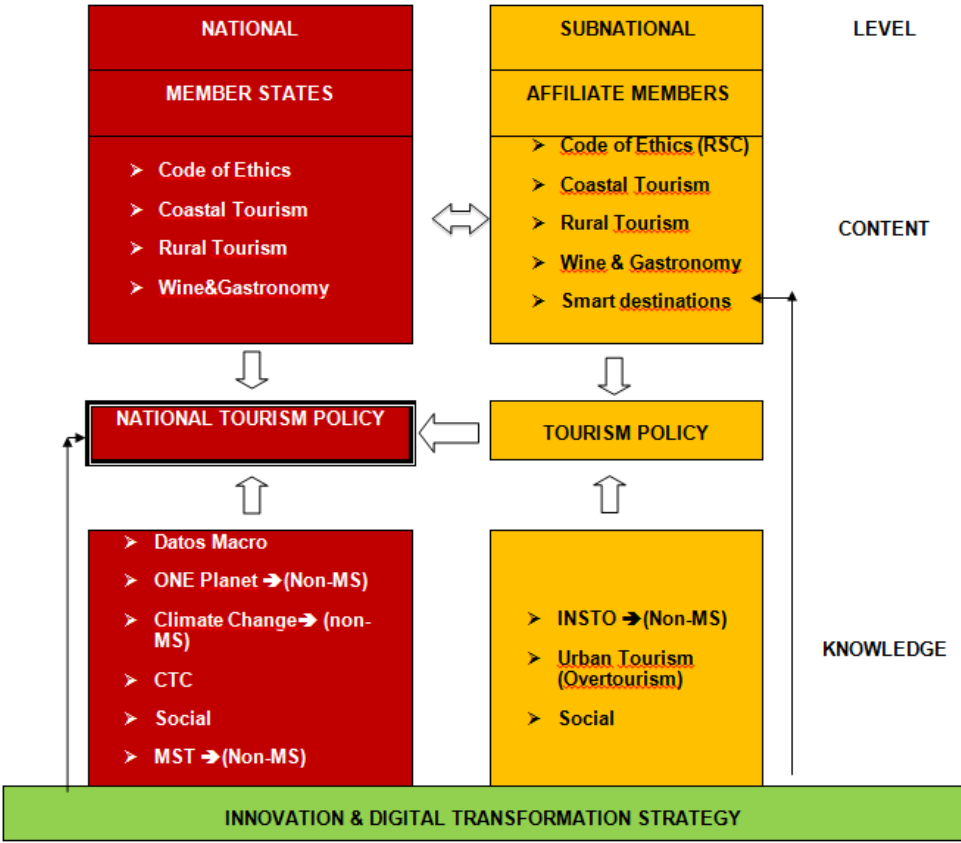 NATIONAL
SUBNATIONAL
LEVEL
MEMBER STATES
AFFILIATE MEMBERS
➢ Code of Ethics
➢ Coastal Tourism
➢ Rural Tourism
➢ Wine&Gastronomy
➢ Code of Ethics (RSC)
➢ Coastal Tourism
➢ Rural Tourism
➢ Wine & Gastronomy
➢ Smart destinations
CONTENT
NATIONAL TOURISM POLICY
TOURISM POLICY
➢ Datos Macro
➢ ONE Planet ➔(Non-MS)
➢ Climate Change➔ (non-
MS)
➢ CTC
➢ Social
➢ MST ➔(Non-MS)
➢ INSTO ➔(Non-MS)
➢ Urban Tourism
(Overtourism)
➢ Social
KNOWLEDGE
INNOVATION & DIGITAL TRANSFORMATION STRATEGY